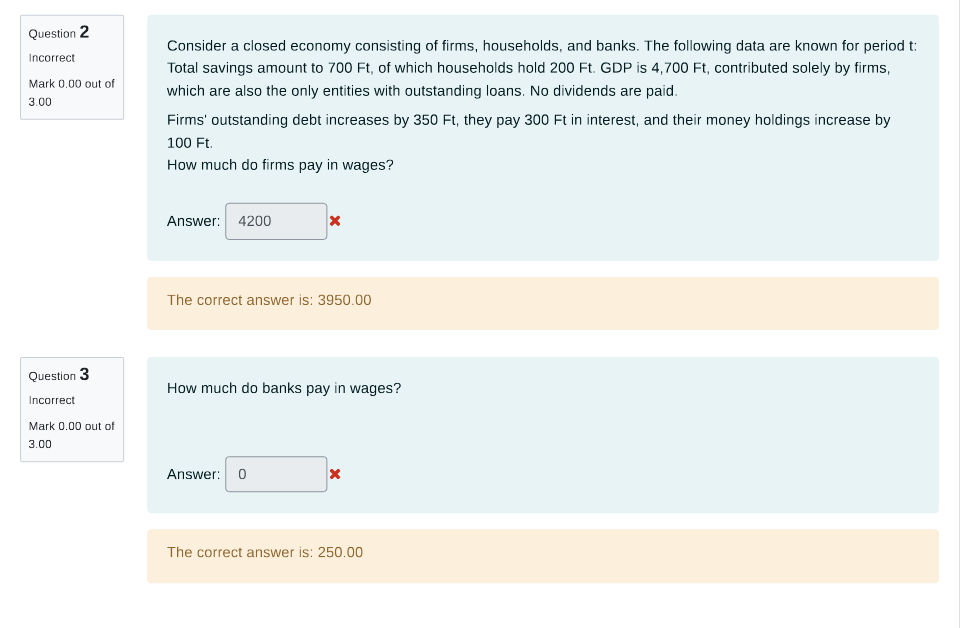 Question 2
Incorrect
Mark 0.00 out of
3.00
Consider a closed economy consisting of firms, households, and banks. The following data are known for period t:
Total savings amount to 700 Ft, of which households hold 200 Ft. GDP is 4,700 Ft, contributed solely by firms,
which are also the only entities with outstanding loans. No dividends are paid.
Firms' outstanding debt increases by 350 Ft, they pay 300 Ft in interest, and their money holdings increase by
100 Ft.
How much do firms pay in wages?
Answer: 4200
The correct answer is: 3950.00
Question 3
Incorrect
Mark 0.00 out of
3.00
How much do banks pay in wages?
Answer: 0
The correct answer is: 250.00